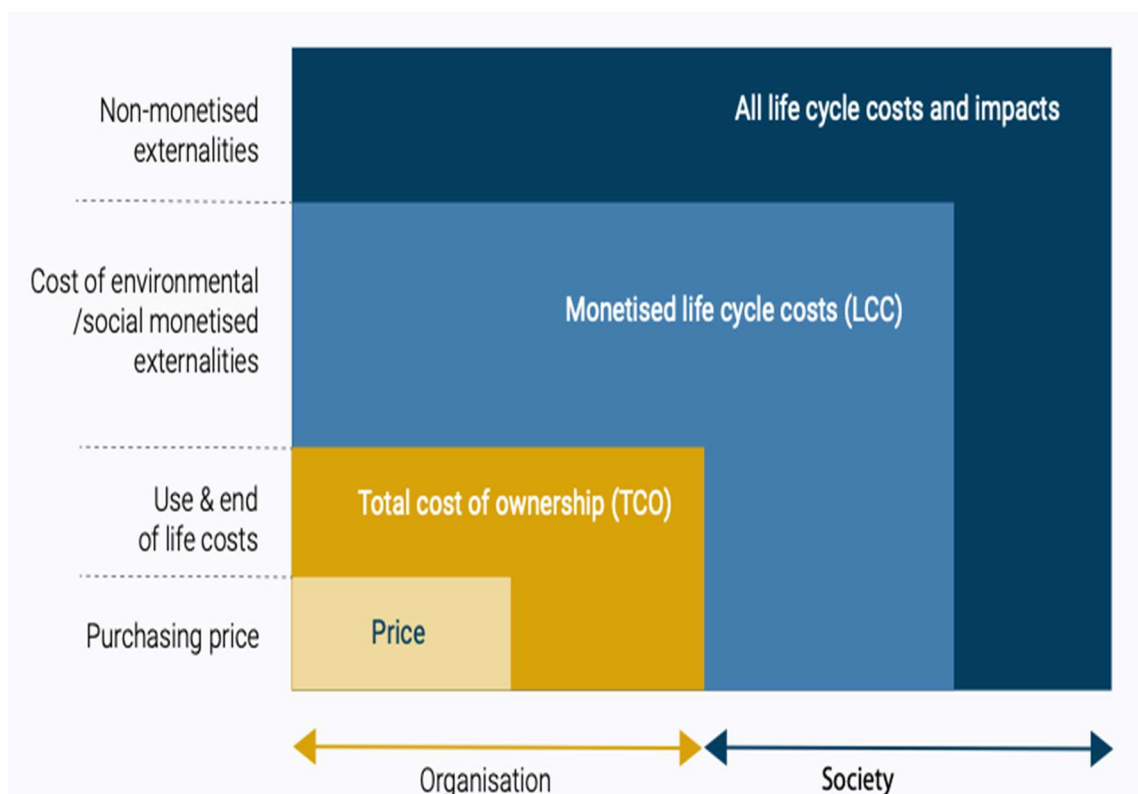 Non-monetised
externalities
All life cycle costs and impacts
Cost of environmental
/social monetised
externalities
Monetised life cycle costs (LCC)
Use & end
of life costs
Total cost of ownership (TCO)
Purchasing price
Price
Organisation
Society